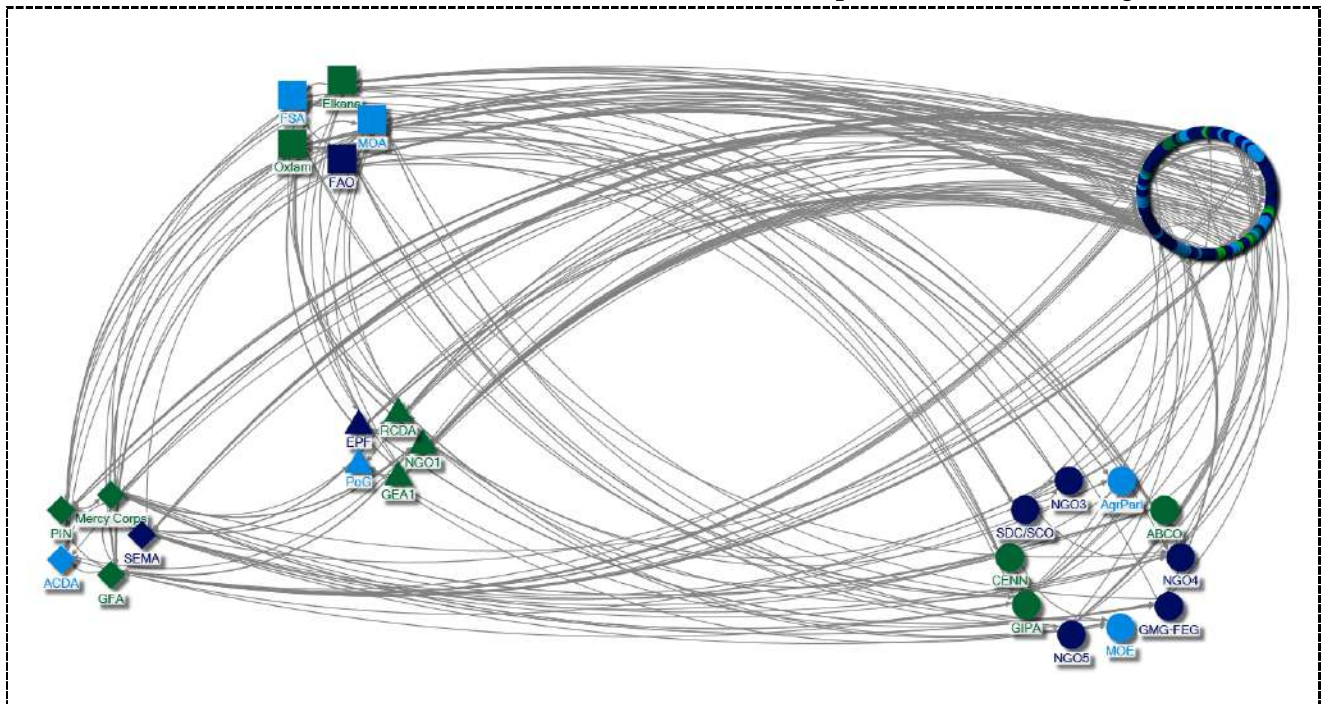 Elkana
FSA
MOA
Oxfam
FAO
RCDA
EPF
NGO1
PoG
GEA1
Mercy Corps
PIN
SEMA
ACDA
GFA
NGO3
AgrParl
SDC/SCO
ABCO
CENN
NGO4
GIPA
GMG-FEG
NGO5
MOE